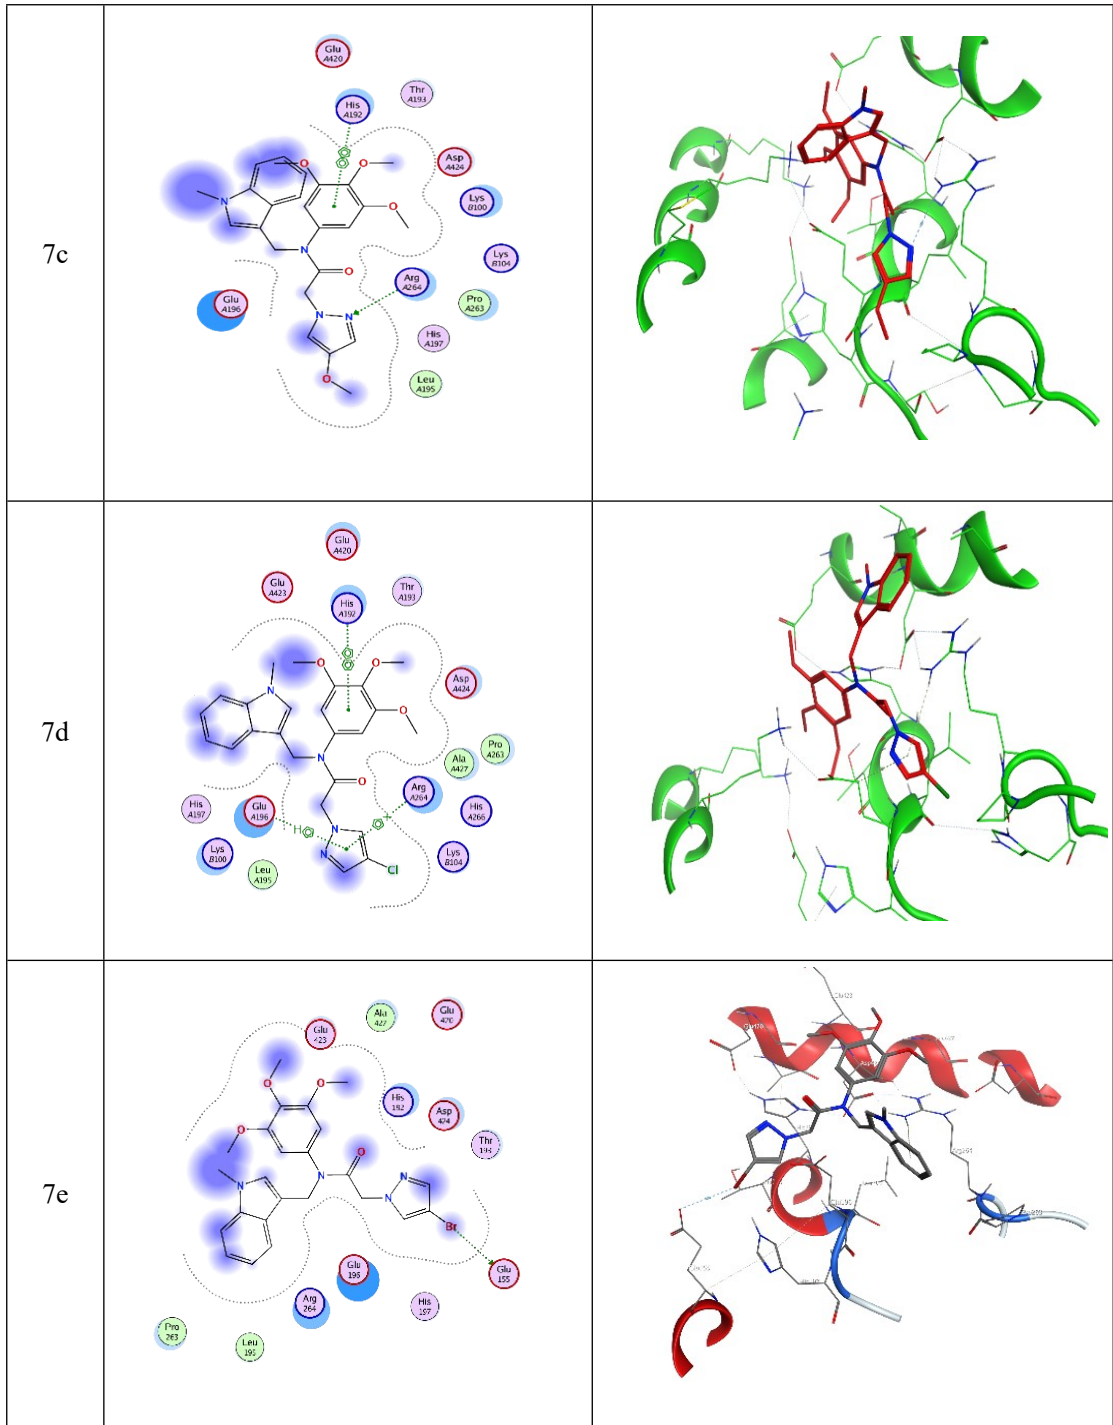 7c
Glu
A420
Thr
A193
His
A192
Asp
A424
Lys
B100
Lys
B104
Arg
A264
Pro
A263
Glu
A196
His
A197
Leu
A195
O
O
O
N
N
O
N
N
O
7d
Glu
A420
Glu
A423
Thr
A193
His
A192
Asp
A424
Pro
A263
Ala
A427
Arg
A264
His
A266
Glu
A196
His
A197
Lys
B100
Lys
B104
Leu
A195
O
O
O
N
N
O
H
+
N
N
Cl
7e
Ala
427
Glu
420
Glu
423
His
192
Asp
424
Thr
193
O
O
O
O
N
N
N
N
Br
Glu
196
Glu
155
Arg
264
His
197
Pro
263
Leu
195